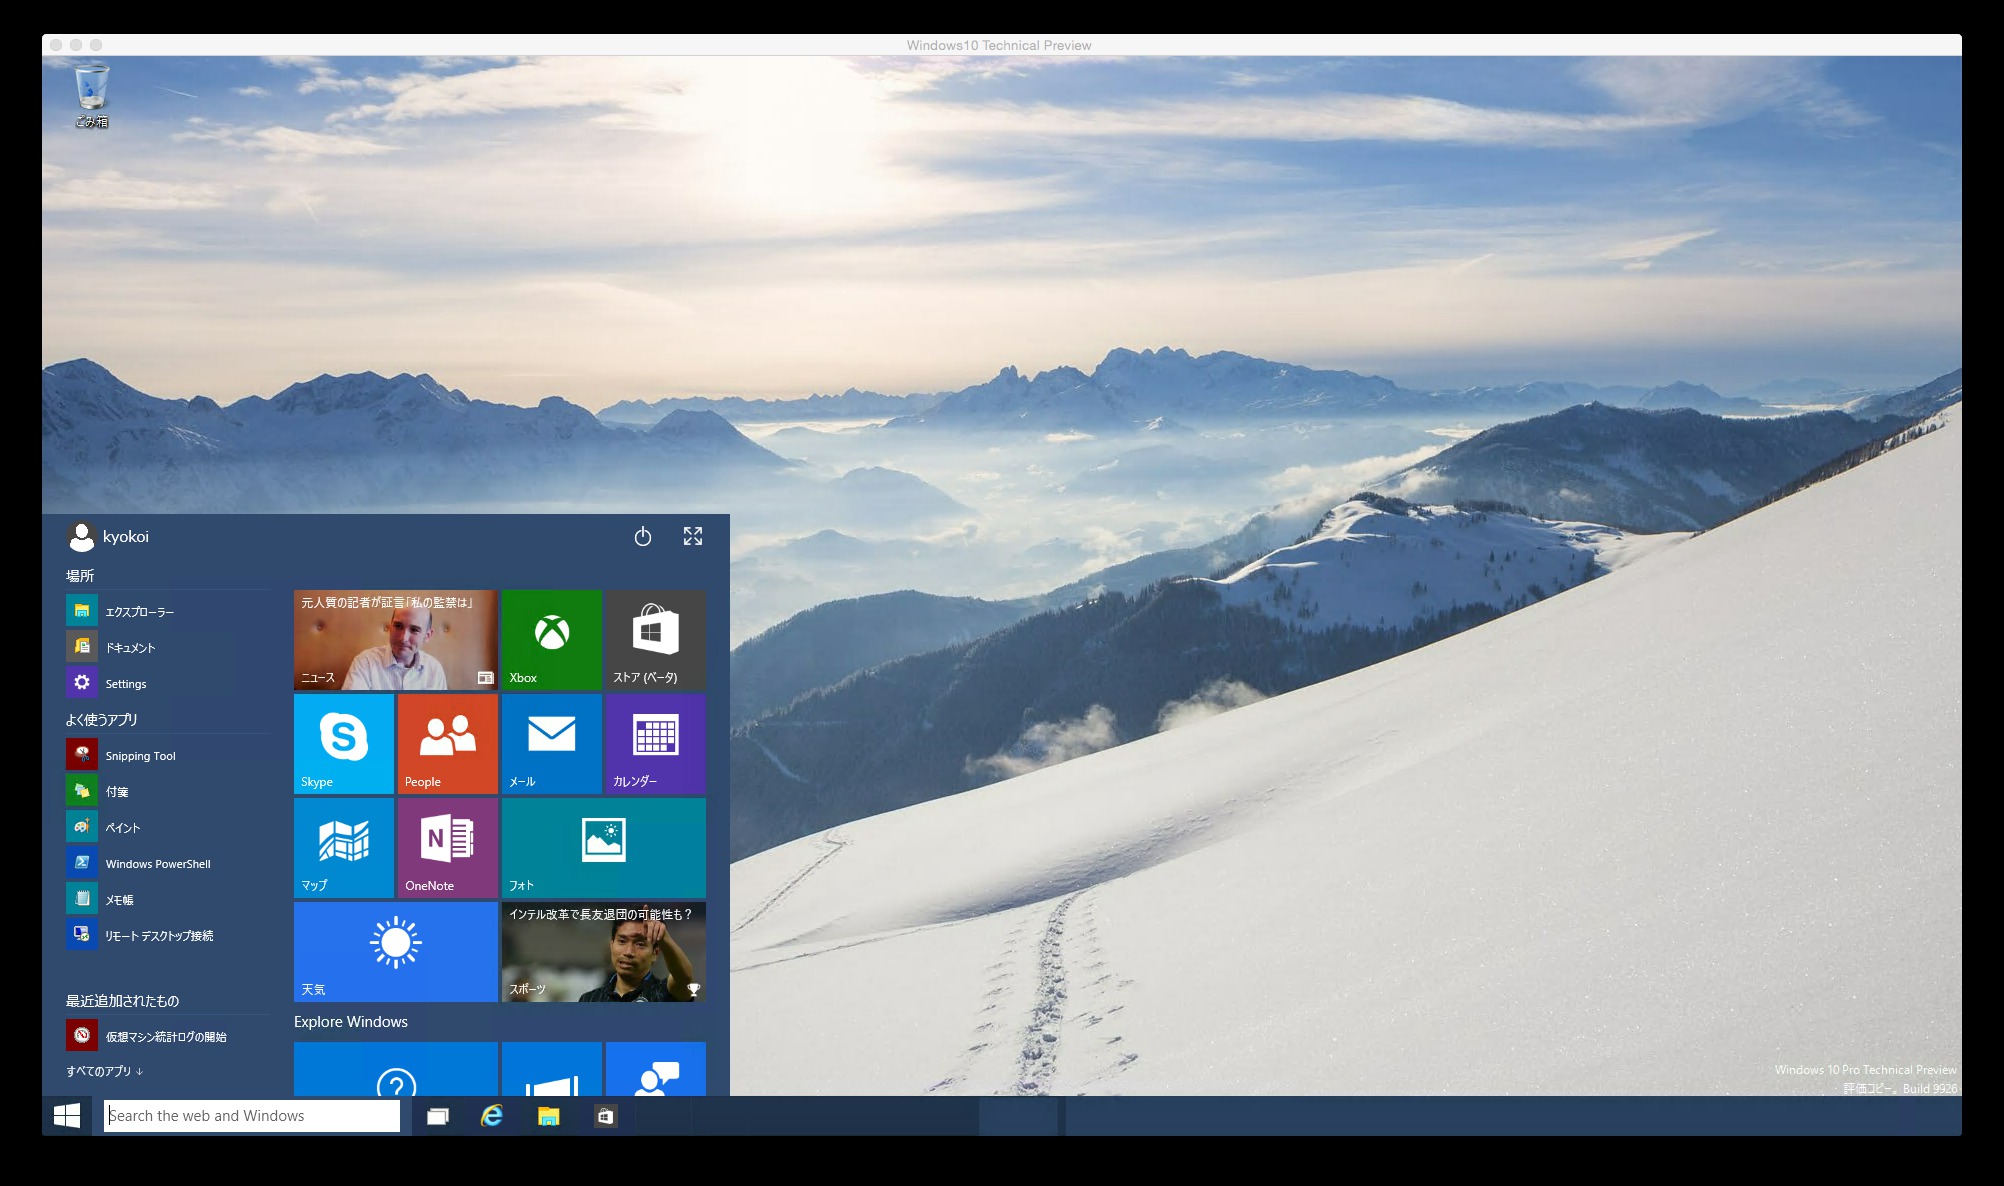 Windows10 Technical Preview
ごみ箱
kyokoi
場所
エクスプローラー
ドキュメント
Settings
よく使うアプリ
Snipping Tool
付箋
ペイント
Windows PowerShell
メモ帳
リモート デスクトップ接続
最近追加されたもの
仮想マシン統計ログの開始
すべてのアプリ ↓
元人質の記者が証言「私の監禁は」
ニュース
Xbox
ストア (ベータ)
Skype
People
メール
カレンダー
マップ
OneNote
フォト
天気
インテル改革で長友退団の可能性も？
スポーツ
Explore Windows
Windows 10 Pro Technical Preview
評価コピー。 Build 9926
Search the web and Windows